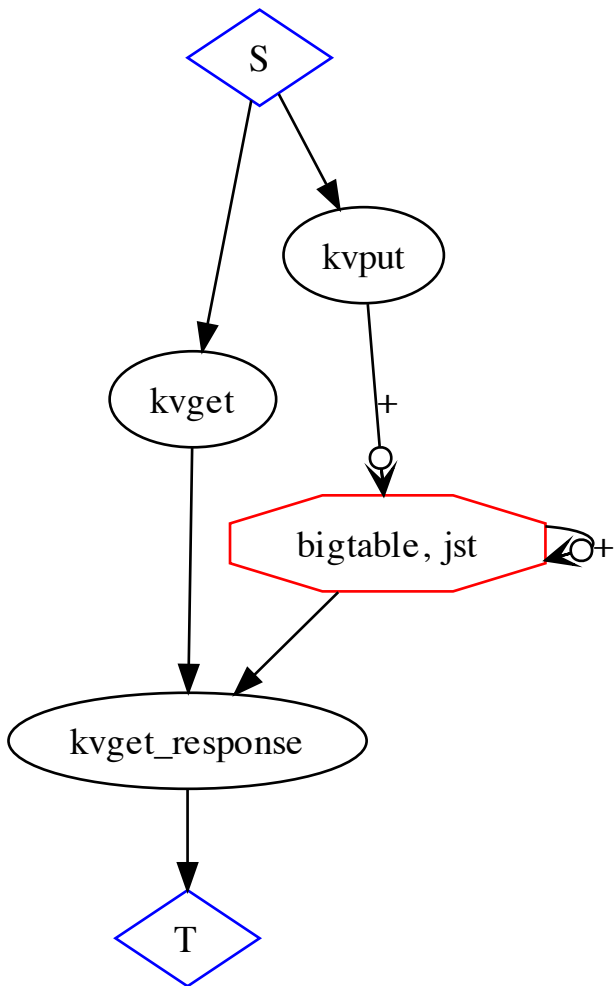 S
kvput
kvget
+
bigtable, jst
+
kvget_response
T